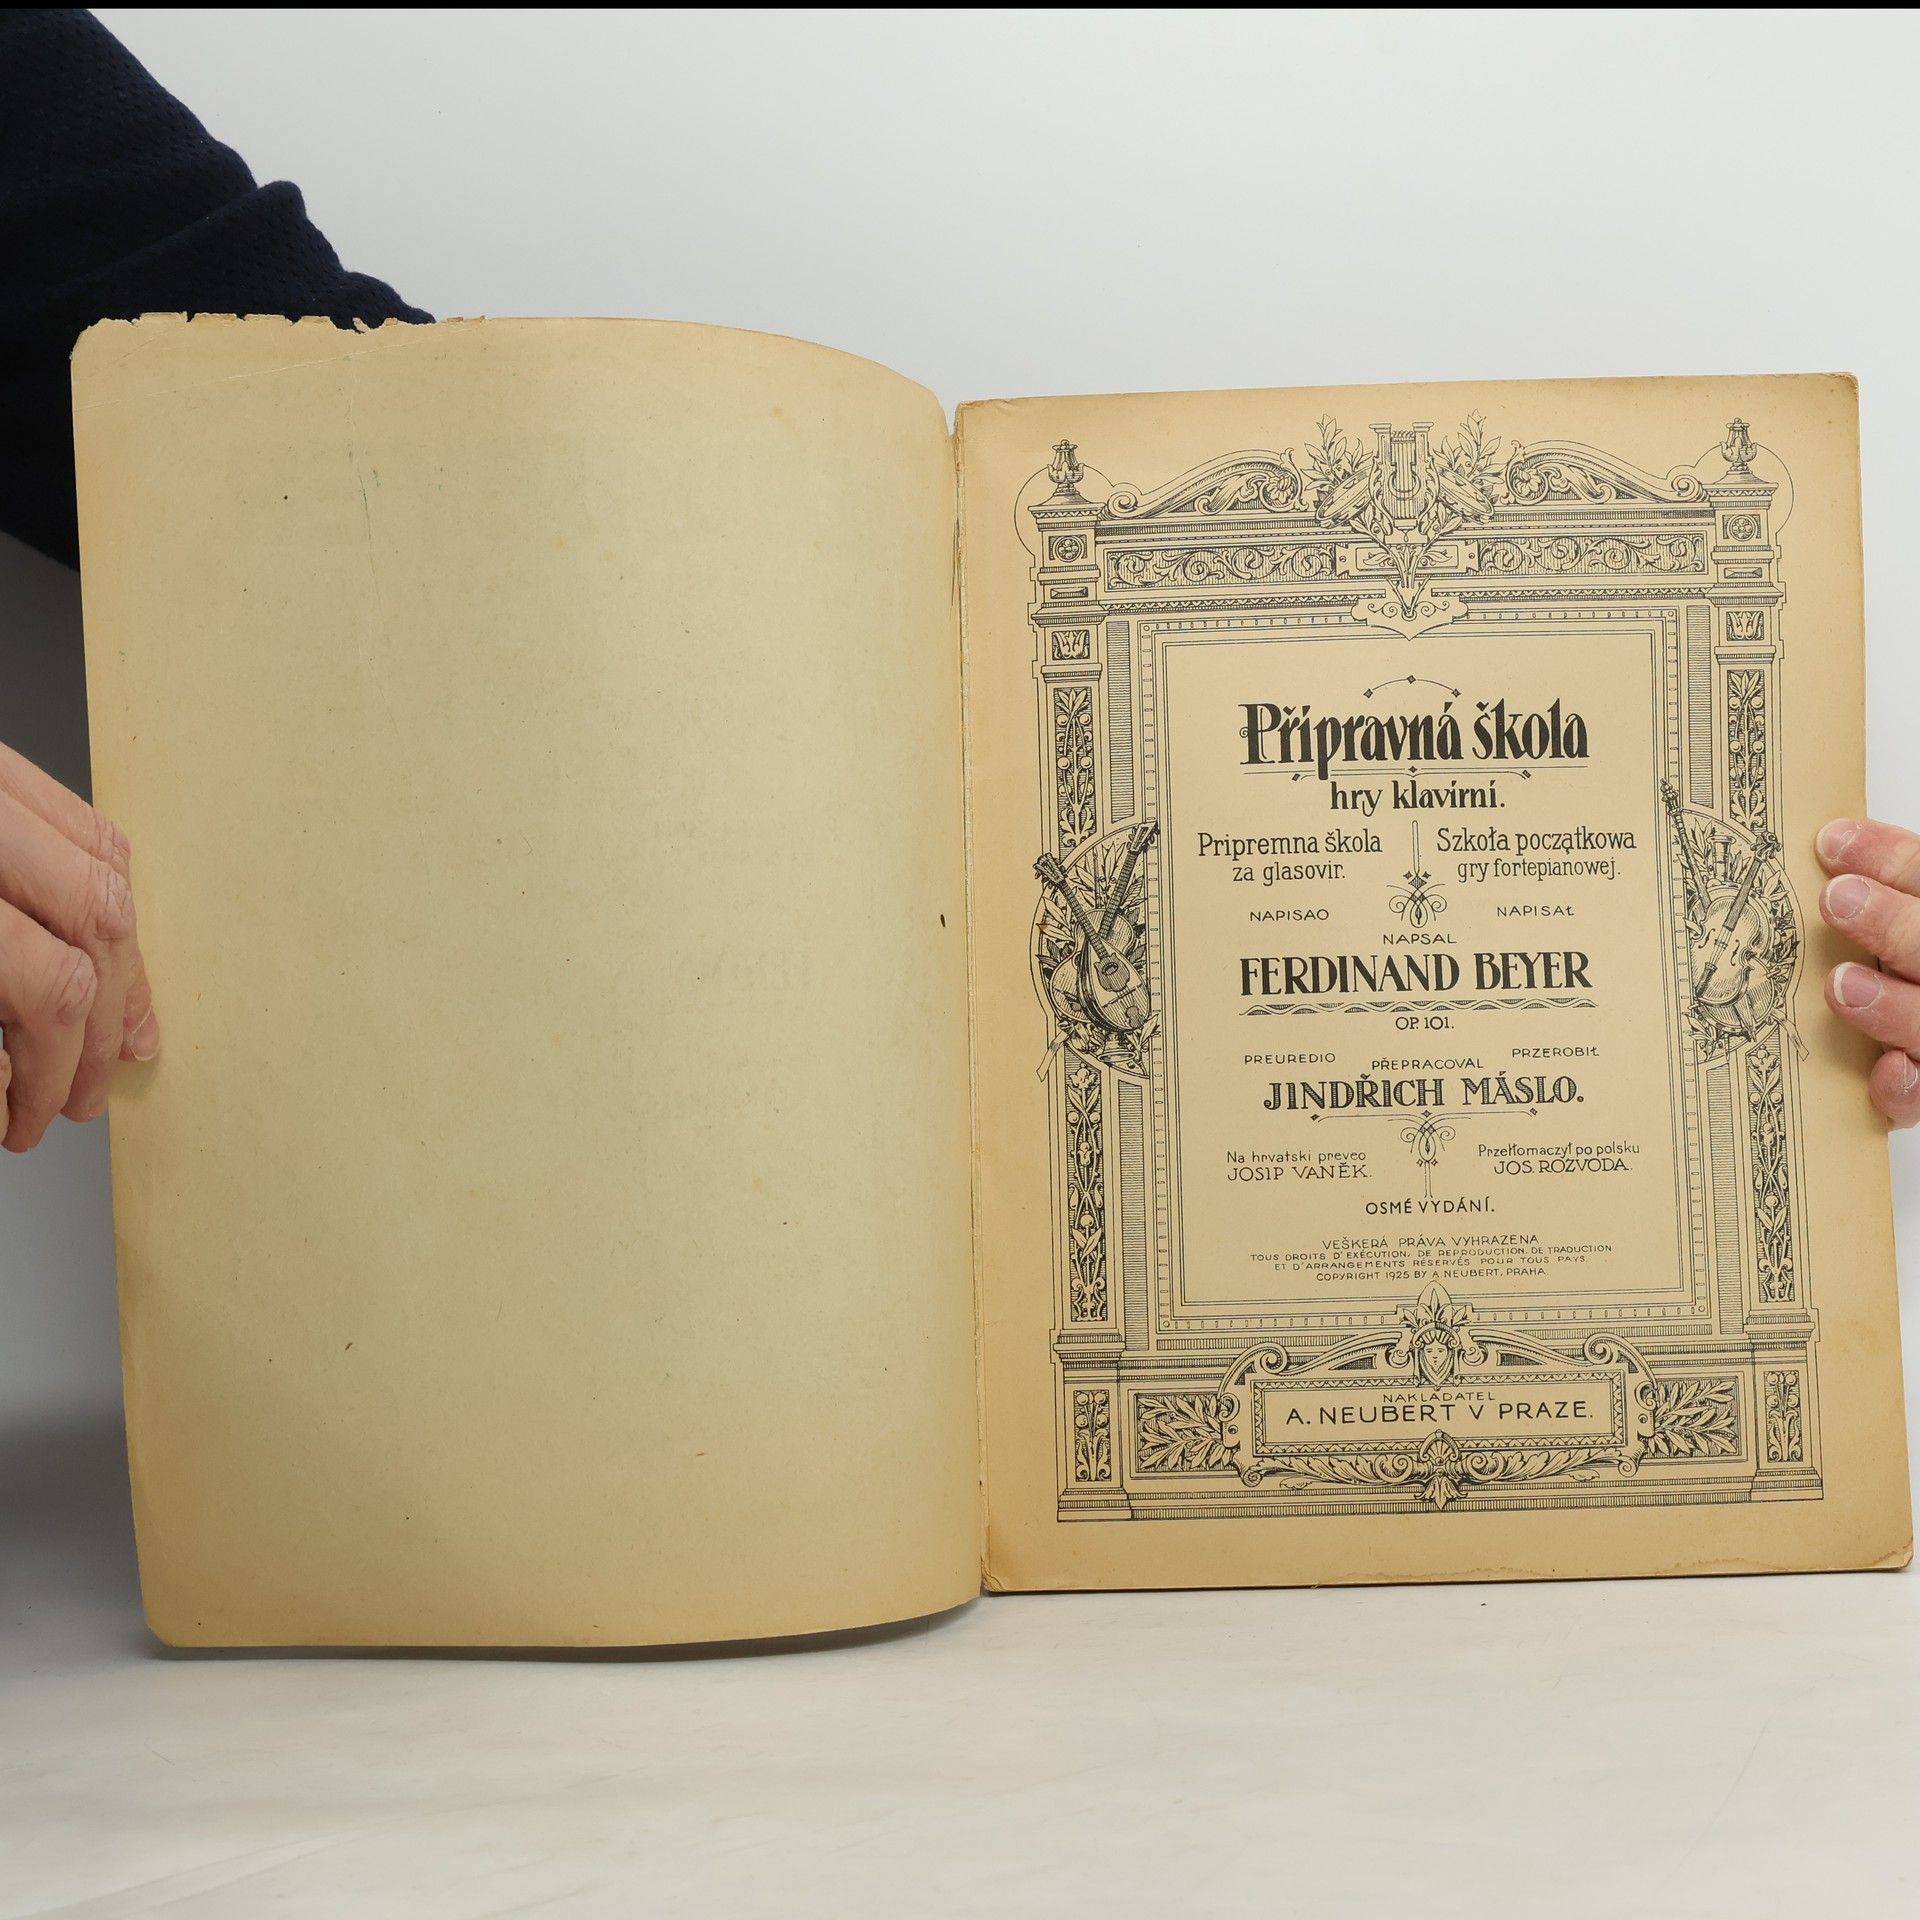 Přípravná škola
hry klavírní.
Pripremna škola
za glasovir.
Szkoła początkowa
gry fortepianowej.
NAPISAO
NAPISAŁ
NAPSAL
FERDINAND BEYER
OP. 101.
PREUREDIO
PŘEPRACOVAL
PRZEROBIŁ
JINDŘICH MÁSLO.
Na hrvatski preveo
JOSIP VANĚK.
Przetłomaczył po polsku
JOS. ROZVODA.
OSMÉ VYDÁNÍ.
VEŠKERÁ PRÁVA VYHRAZENA
TOUS DROITS D'EXÉCUTION, DE REPRODUCTION, DE TRADUCTION
ET D'ARRANGEMENTS RÉSERVÉS POUR TOUS PAYS.
COPYRIGHT 1925 BY A. NEUBERT, PRAHA.
NAKLADATEL
A. NEUBERT V PRAZE.